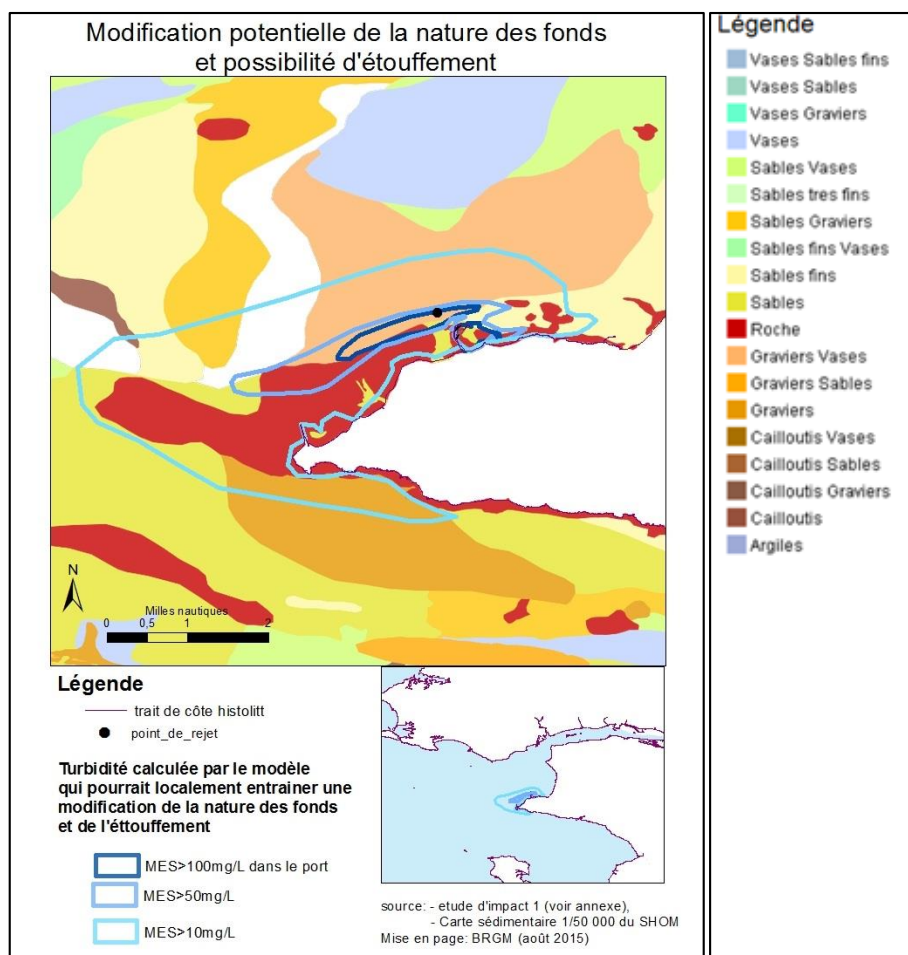 Modification potentielle de la nature des fonds
et possibilité d'étouffement
N
Milles nautiques
0 0,5 1 2
Légende
trait de côte histolitt
point_de_rejet
Turbidité calculée par le modèle
qui pourrait localement entrainer une
modification de la nature des fonds
et de l'éttouffement
MES>100mg/L dans le port
MES>50mg/L
MES>10mg/L
source: - etude d'impact 1 (voir annexe),
- Carte sédimentaire 1/50 000 du SHOM
Mise en page: BRGM (août 2015)
Légende
Vases Sables fins
Vases Sables
Vases Graviers
Vases
Sables Vases
Sables tres fins
Sables Graviers
Sables fins Vases
Sables fins
Sables
Roche
Graviers Vases
Graviers Sables
Graviers
Cailloutis Vases
Cailloutis Sables
Cailloutis Graviers
Cailloutis
Argiles